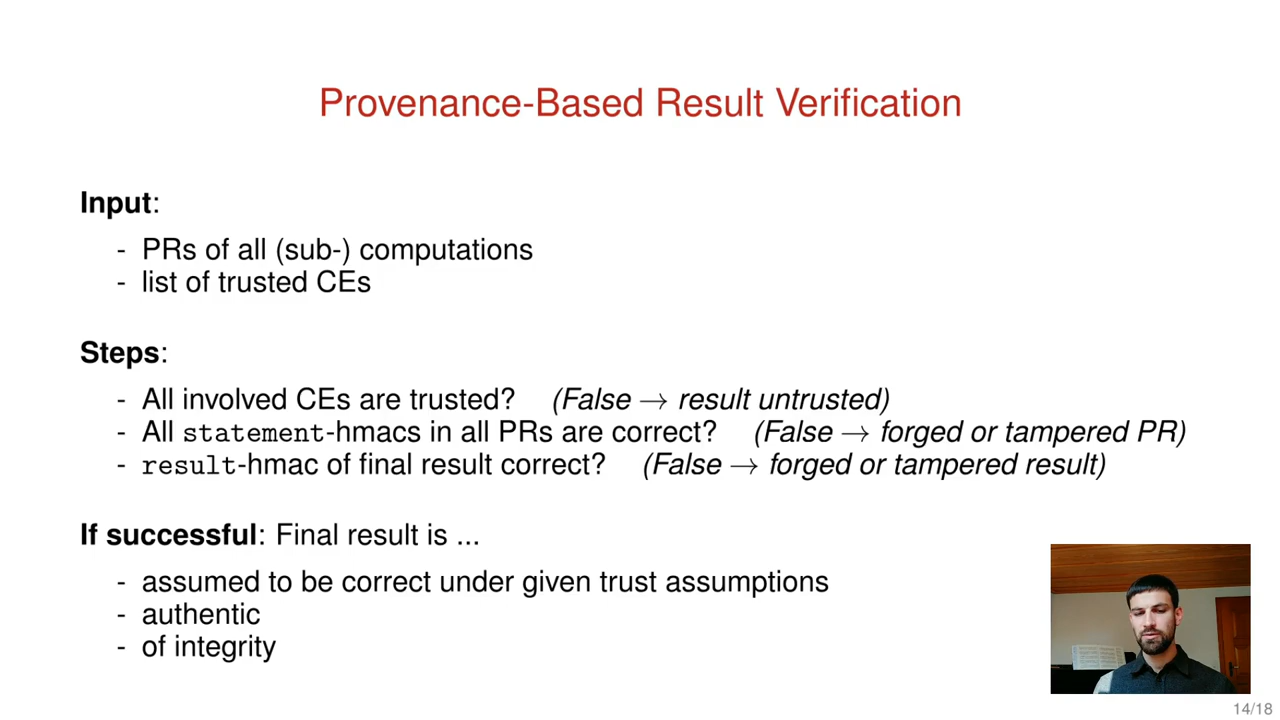 Provenance-Based Result Verification
Input:
- PRs of all (sub-) computations
- list of trusted CEs
Steps:
- All involved CEs are trusted? (False → result untrusted)
- All statement-hmacs in all PRs are correct? (False → forged or tampered PR)
- result-hmac of final result correct? (False → forged or tampered result)
If successful: Final result is ...
- assumed to be correct under given trust assumptions
- authentic
- of integrity
14/18